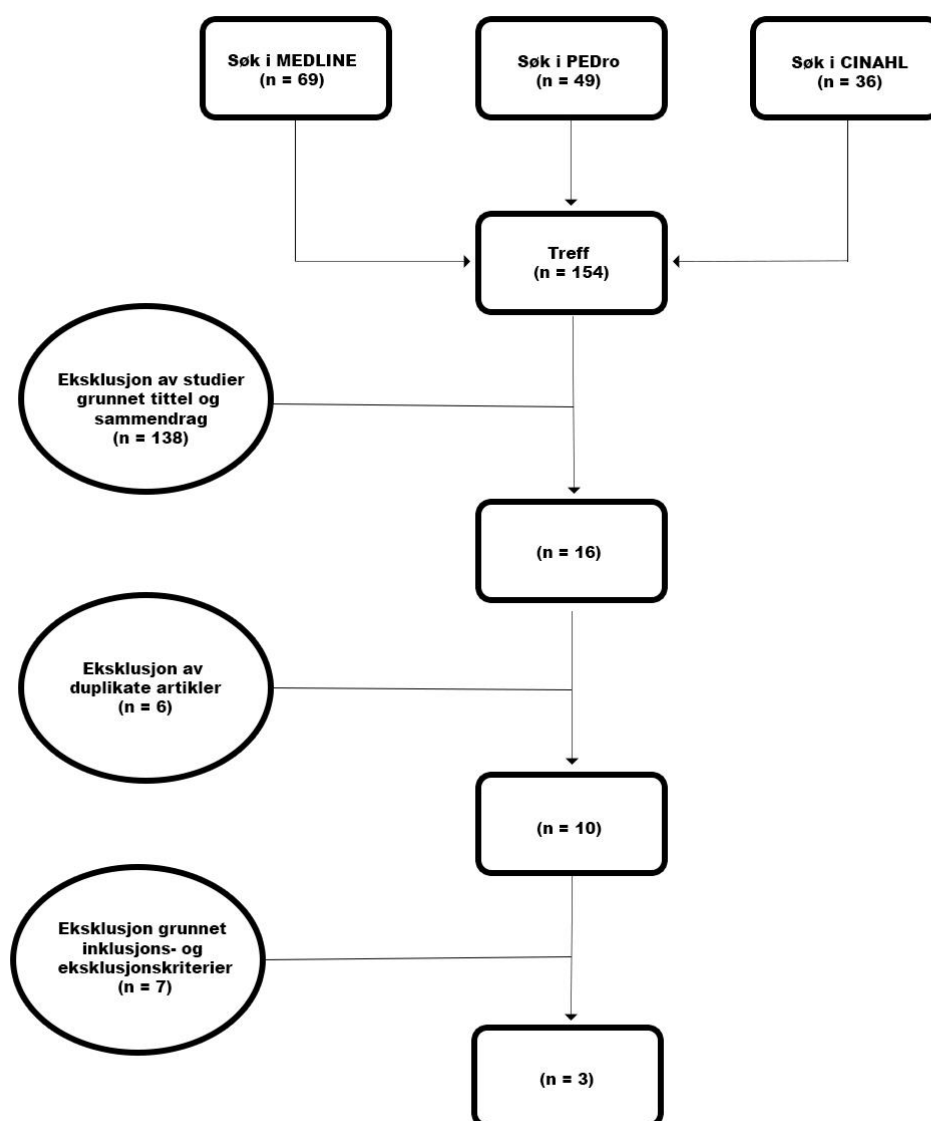 Søk i MEDLINE
(n = 69)
Søk i PEDro
(n = 49)
Søk i CINAHL
(n = 36)
Treff
(n = 154)
Eksklusjon av studier
grunnet tittel og
sammendrag
(n = 138)
(n = 16)
Eksklusjon av
duplikate artikler
(n = 6)
(n = 10)
Eksklusjon grunnet
inklusjons- og
eksklusjonskriterier
(n = 7)
(n = 3)